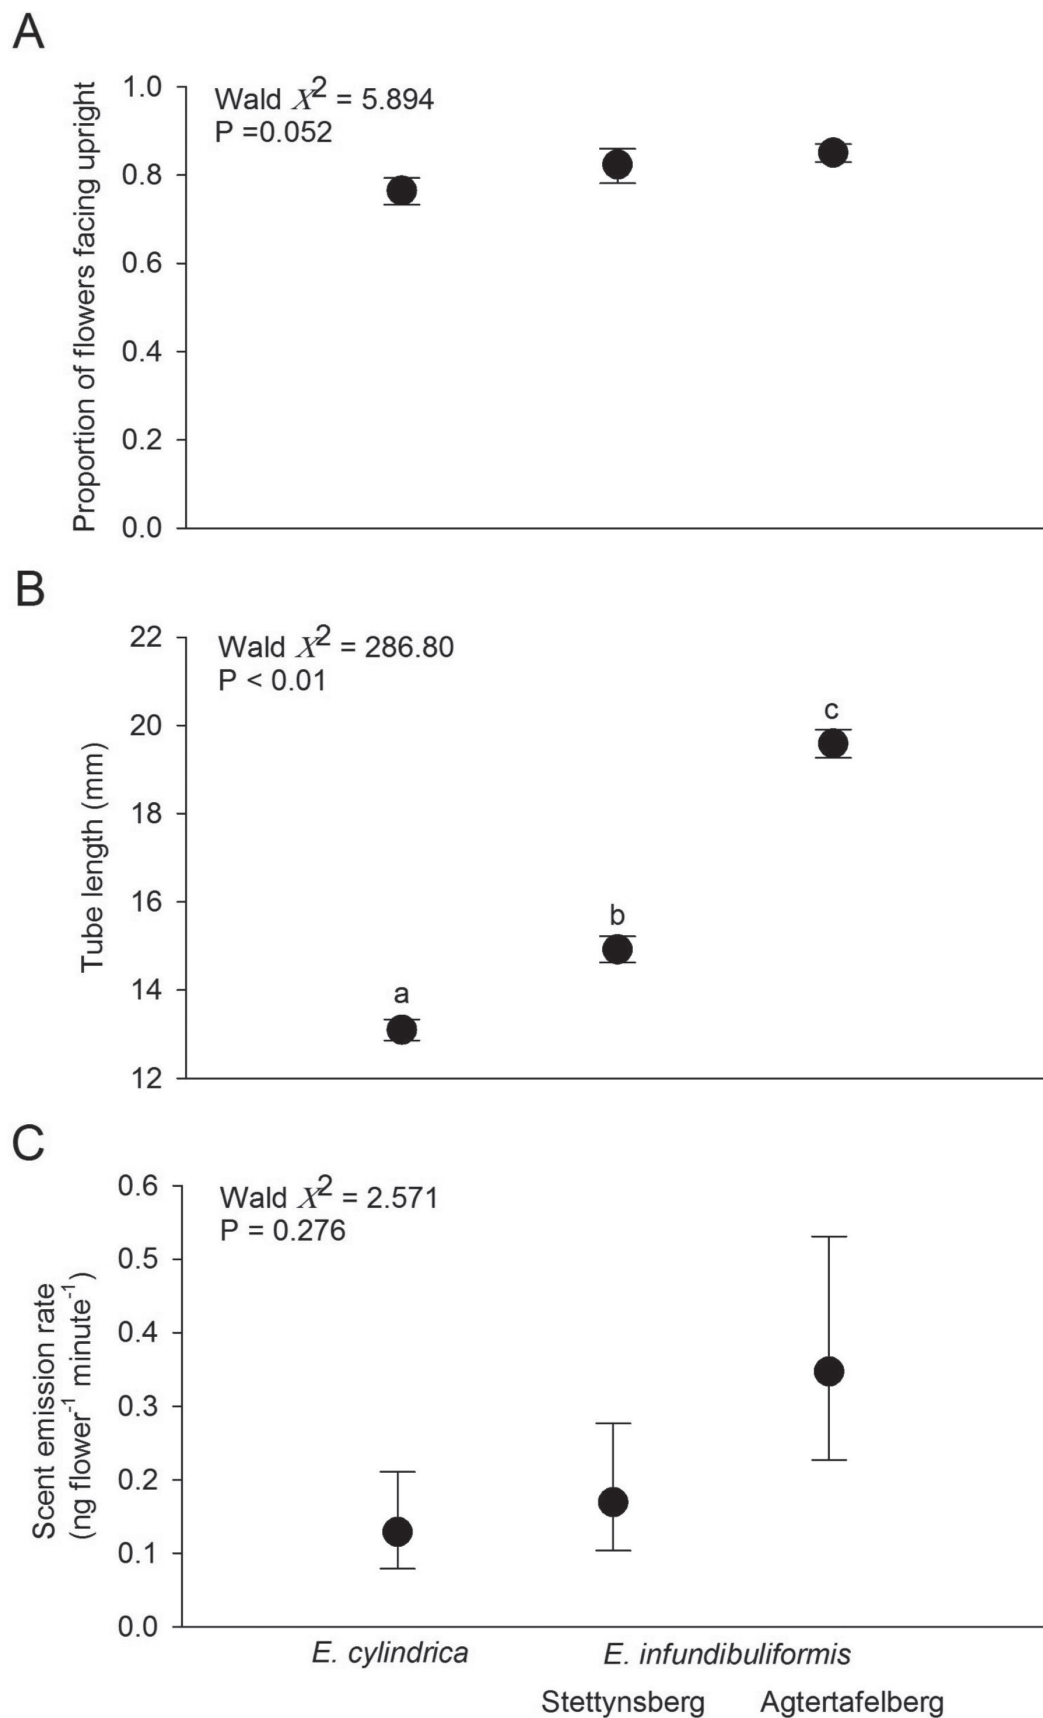 A
Proportion of flowers facing upright
1.0
0.8
0.6
0.4
0.2
0.0
Wald X² = 5.894
P =0.052
B
Tube length (mm)
22
20
18
16
14
12
Wald X² = 286.80
P < 0.01
a
b
c
C
Scent emission rate
(ng flower⁻¹ minute⁻¹)
0.6
0.5
0.4
0.3
0.2
0.1
0.0
Wald X² = 2.571
P = 0.276
E. cylindrica
E. infundibuliformis
Stettynsberg
Agtertafelberg